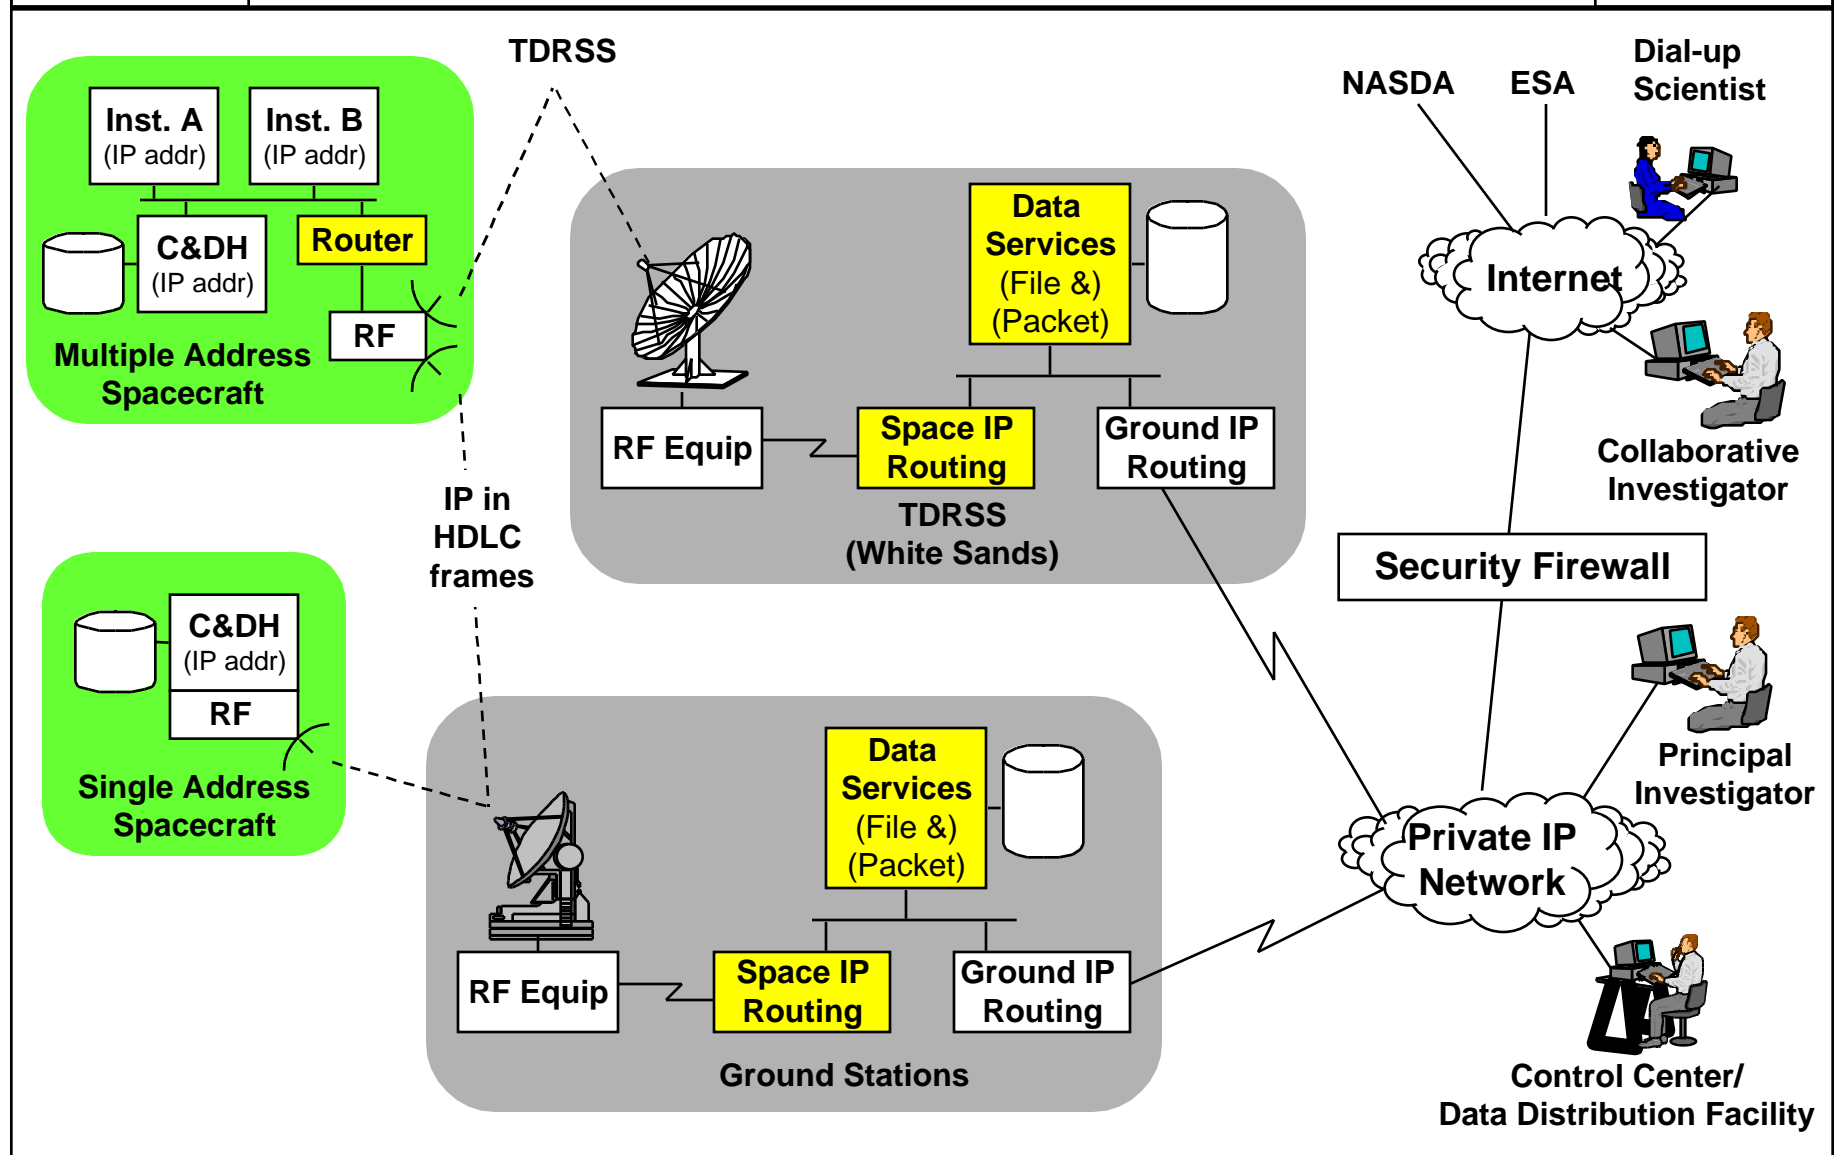 TDRSS
Inst. A
(IP addr)
Inst. B
(IP addr)
C&DH
(IP addr)
Router
RF
Multiple Address
Spacecraft
IP in
HDLC
frames
C&DH
(IP addr)
RF
Single Address
Spacecraft
Data
Services
(File &)
(Packet)
RF Equip
Space IP
Routing
Ground IP
Routing
TDRSS
(White Sands)
Data
Services
(File &)
(Packet)
RF Equip
Space IP
Routing
Ground IP
Routing
Ground Stations
NASDA
ESA
Dial-up
Scientist
Internet
Collaborative
Investigator
Security Firewall
Principal
Investigator
Private IP
Network
Control Center/
Data Distribution Facility